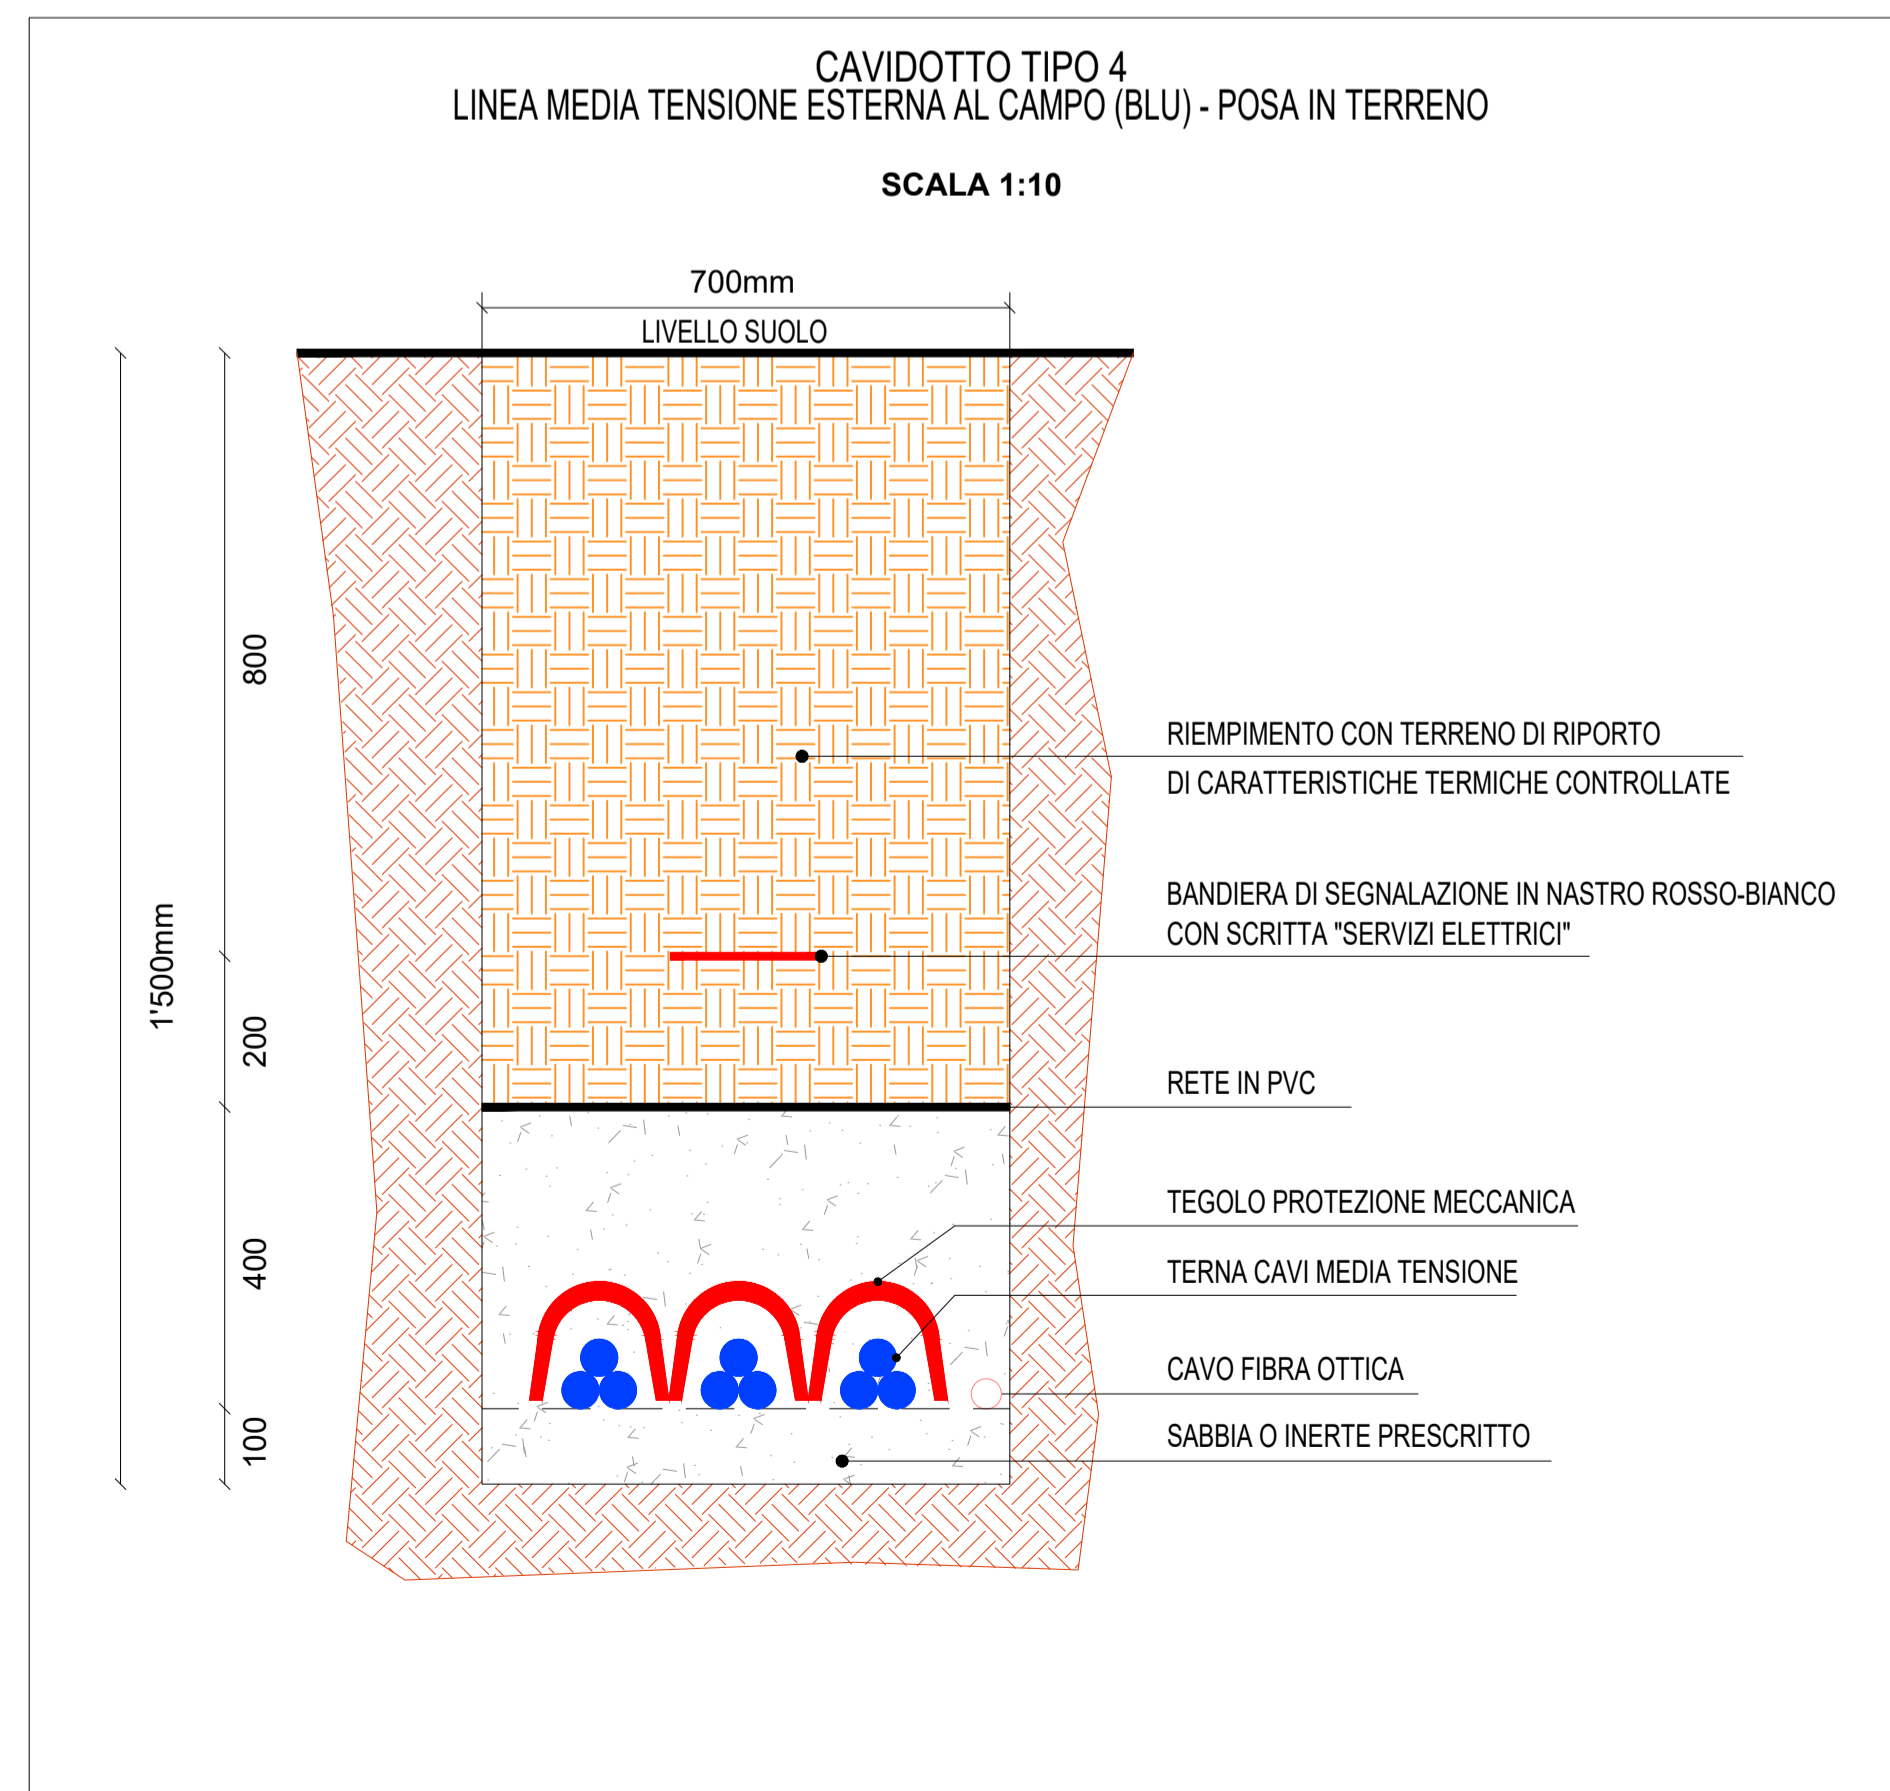 CAVIDOTTO TIPO 4
LINEA MEDIA TENSIONE ESTERNA AL CAMPO (BLU) - POSA IN TERRENO
SCALA 1:10
700mm
LIVELLO SUOLO
800
RIEMPIMENTO CON TERRENO DI RIPORTO
DI CARATTERISTICHE TERMICHE CONTROLLATE
BANDIERA DI SEGNALAZIONE IN NASTRO ROSSO-BIANCO
CON SCRITTA "SERVIZI ELETTRICI"
1'500mm
200
RETE IN PVC
TEGOLO PROTEZIONE MECCANICA
400
TERNA CAVI MEDIA TENSIONE
CAVO FIBRA OTTICA
100
SABBIA O INERTE PRESCRITTO